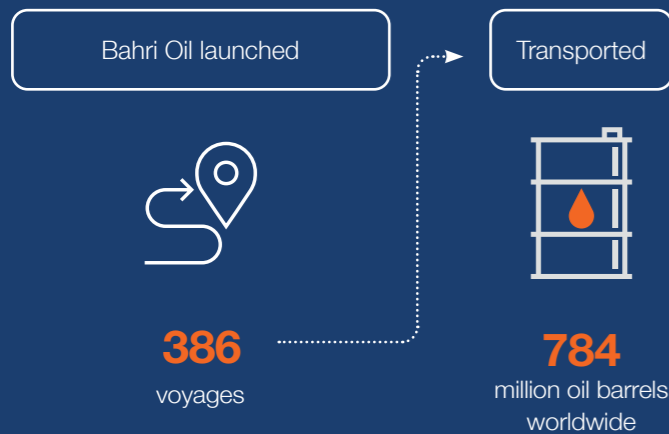 Bahri Oil launched
386
voyages
Transported
784
million oil barrels
worldwide